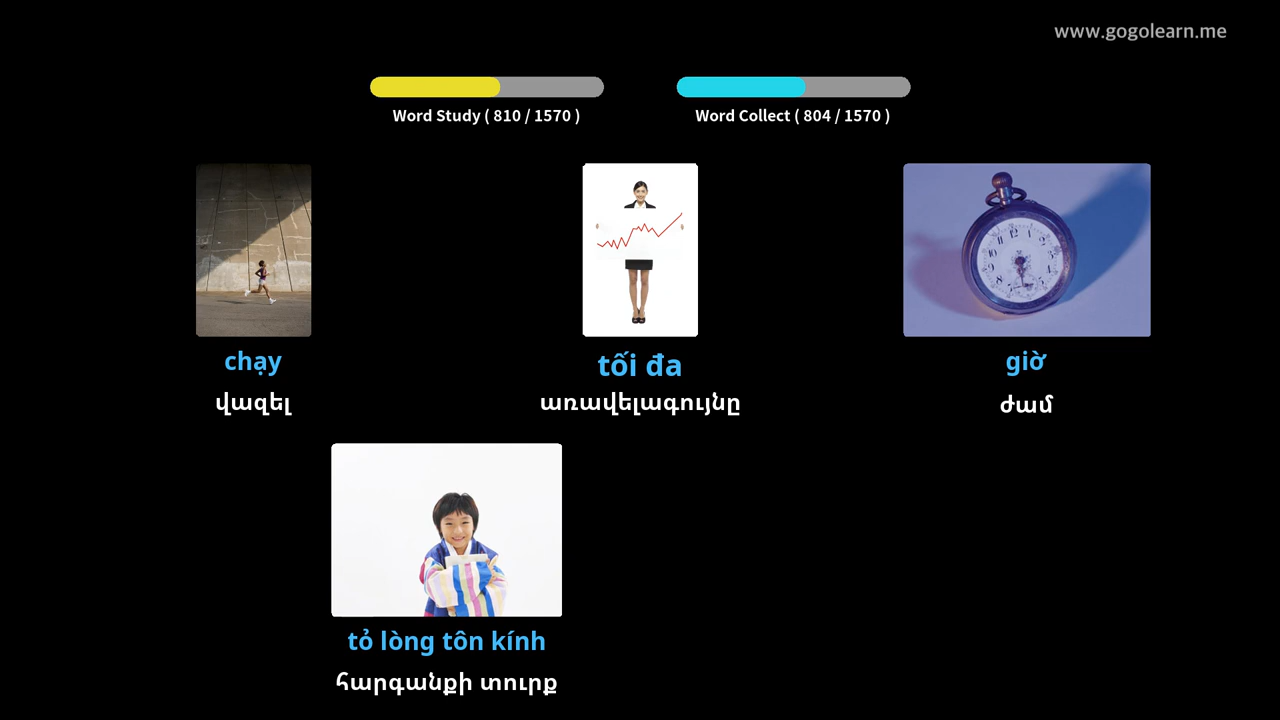 www.gogolearn.me
Word Study ( 810 / 1570 )
Word Collect ( 804 / 1570 )
chạy
վազել
tối đa
առավելագույնը
giờ
ժամ
tỏ lòng tôn kính
հարգանքի տուրք